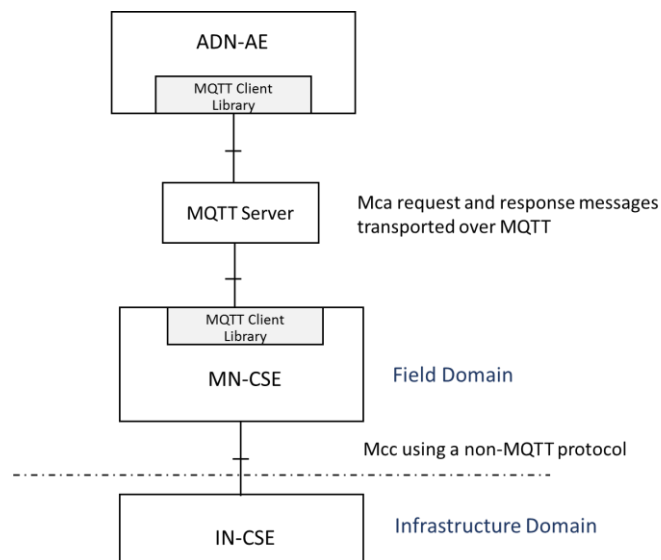 ADN-AE
MQTT Client
Library
MQTT Server
Mca request and response messages
transported over MQTT
MQTT Client
Library
MN-CSE
Field Domain
Mcc using a non-MQTT protocol
IN-CSE
Infrastructure Domain